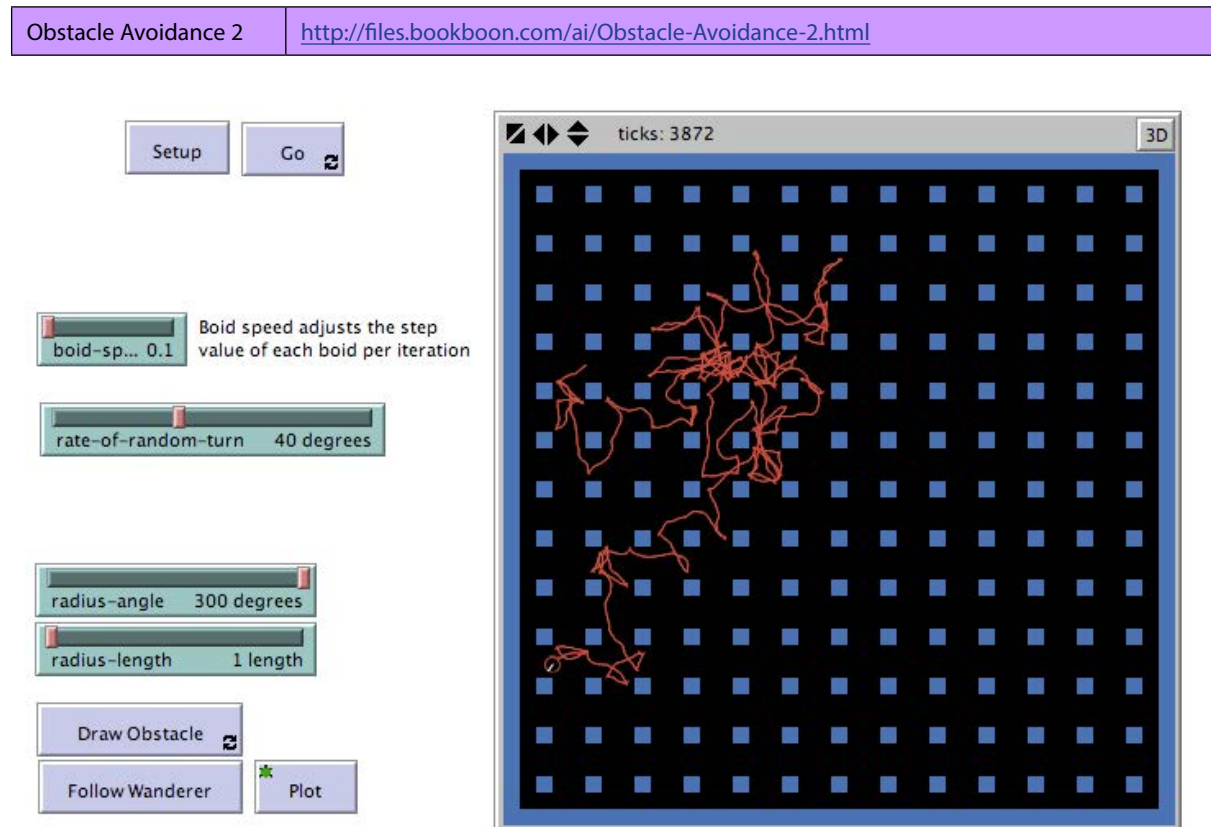 Obstacle Avoidance 2
http://files.bookboon.com/ai/Obstacle-Avoidance-2.html
ticks: 3872
3D
Setup
Go
Boid speed adjusts the step
value of each boid per iteration
boid-sp... 0.1
rate-of-random-turn 40 degrees
radius-angle 300 degrees
radius-length 1 length
Draw Obstacle
Follow Wanderer
Plot